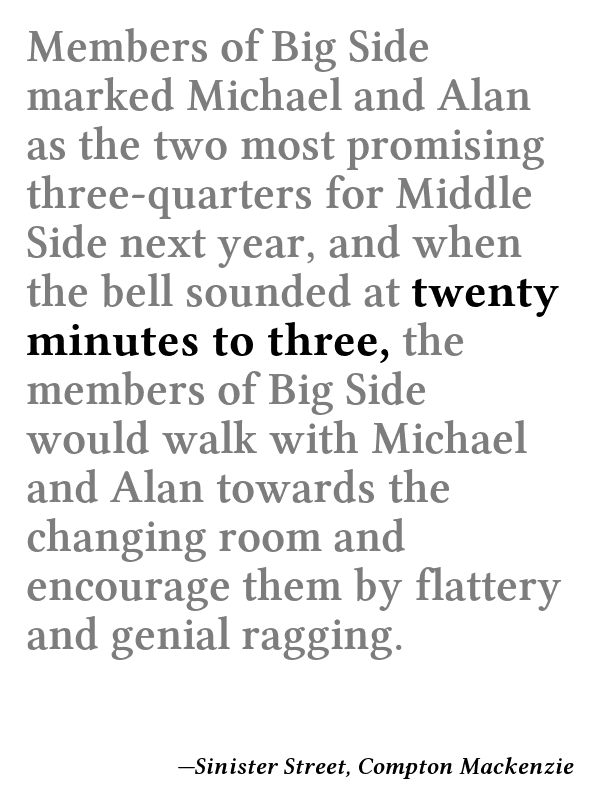 Members of Big Side
marked Michael and Alan
as the two most promising
three-quarters for Middle
Side next year, and when
the bell sounded at twenty
minutes to three, the
members of Big Side
would walk with Michael
and Alan towards the
changing room and
encourage them by flattery
and genial ragging.
—Sinister Street, Compton Mackenzie